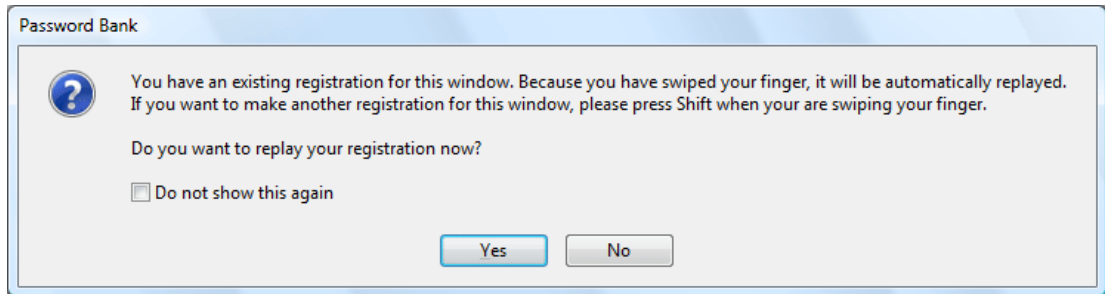 Password Bank
You have an existing registration for this window. Because you have swiped your finger, it will be automatically replayed.
If you want to make another registration for this window, please press Shift when your are swiping your finger.
Do you want to replay your registration now?
Do not show this again
Yes No